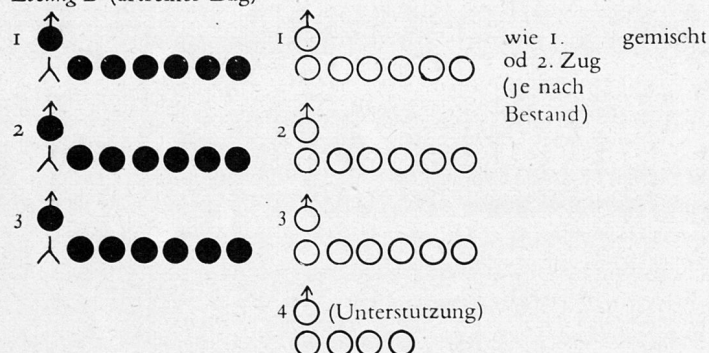 1 1 wie 1. gemischt
od 2. Zug
(je nach
Bestand)
2 2
3 3
4 (Unterstutzung)